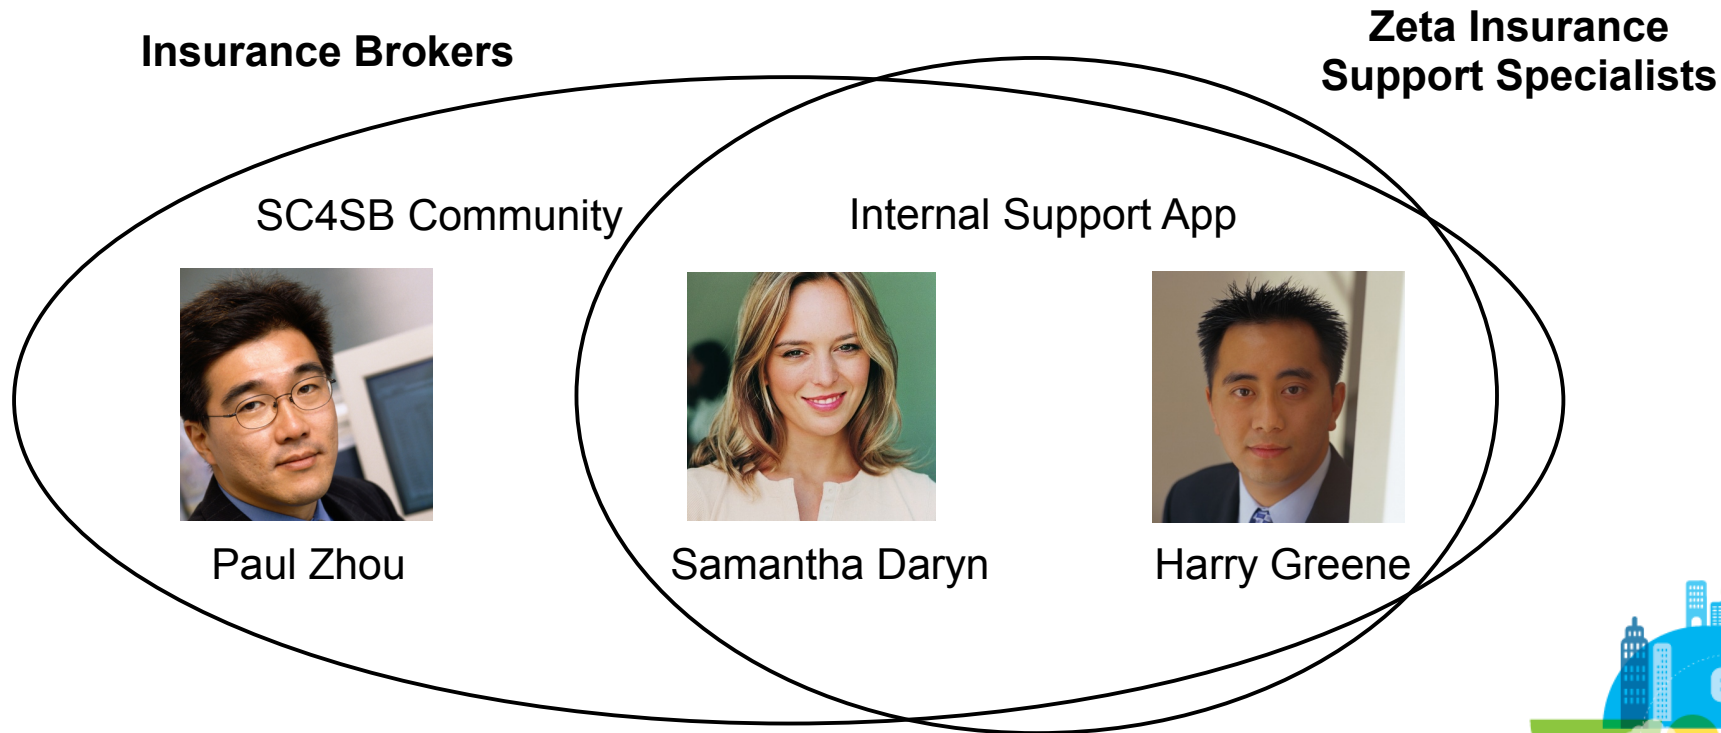 Insurance Brokers
Zeta Insurance
Support Specialists
SC4SB Community
Internal Support App
Paul Zhou
Samantha Daryn
Harry Greene